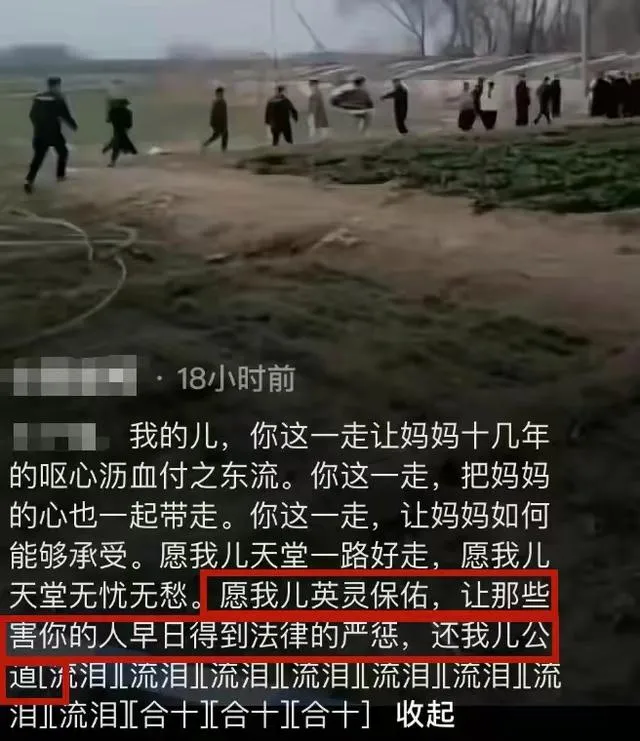 · 18小时前
我的儿，你这一走让妈妈十几年
的呕心沥血付之东流。你这一走，把妈妈
的心也一起带走。你这一走，让妈妈如何
能够承受。愿我儿天堂一路好走，愿我儿
天堂无忧无愁。愿我儿英灵保佑，让那些
害你的人早日得到法律的严惩，还我儿公
道[流泪][流泪][流泪][流泪][流泪][流泪][流
泪][流泪][合十][合十][合十] 收起